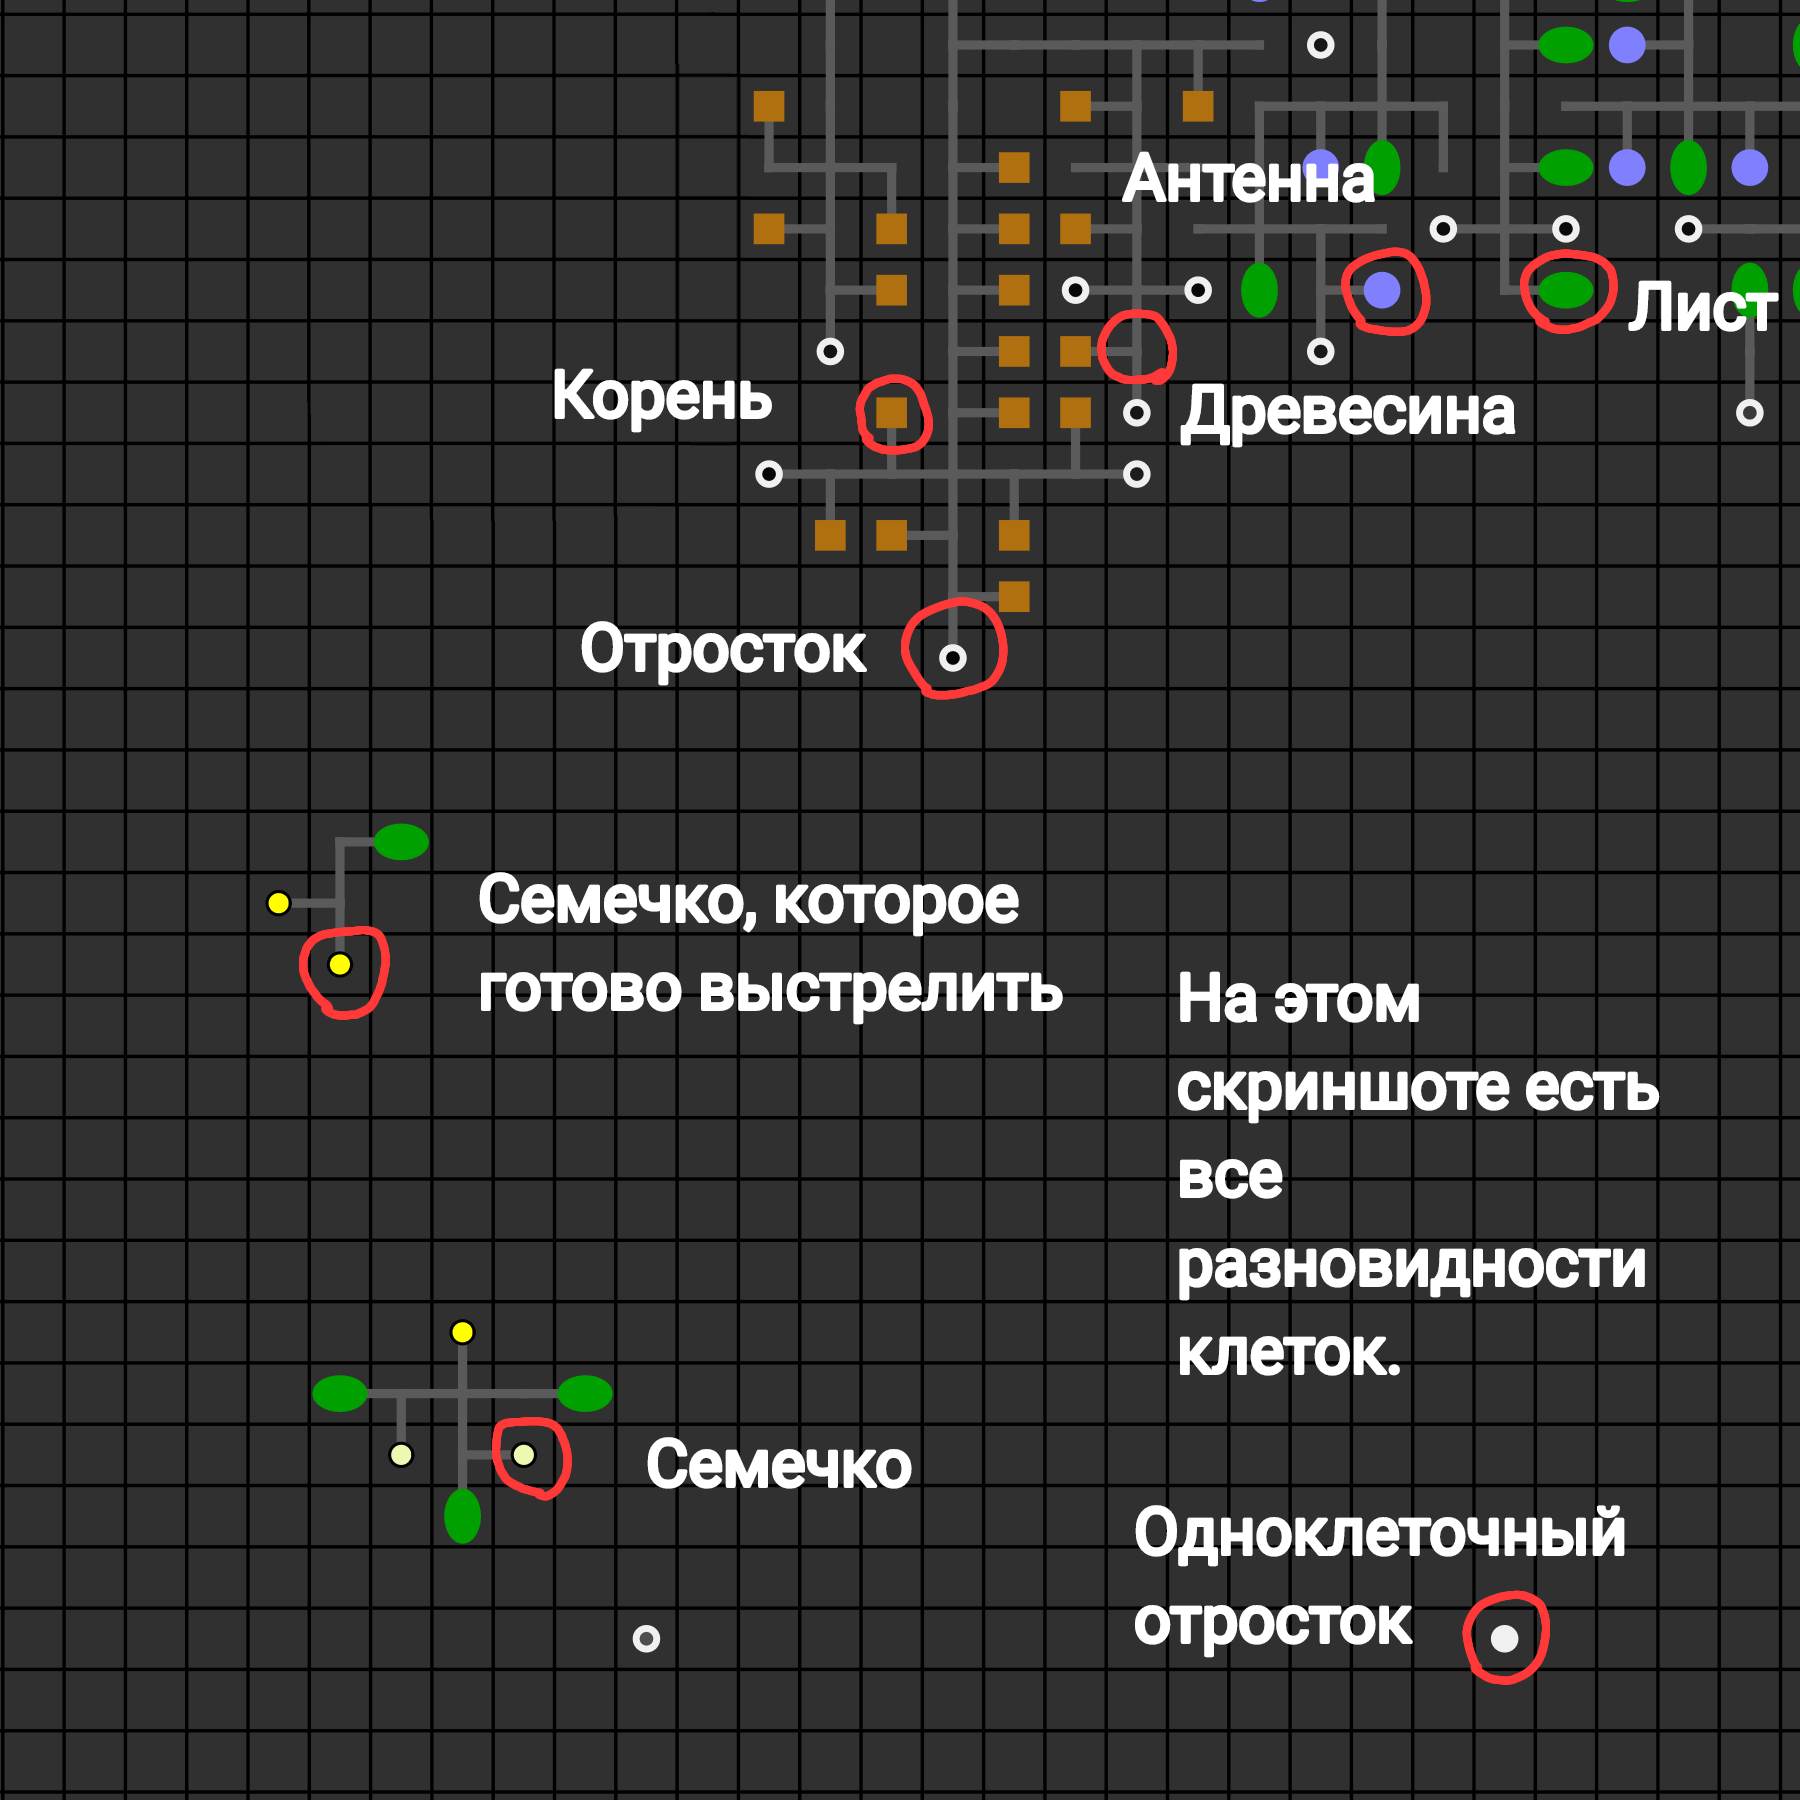 Антенна
Лист
Корень
Древесина
Отросток
Семечко, которое
готово выстрелить
На этом
скриншоте есть
все
разновидности
клеток.
Семечко
Одноклеточный
отросток